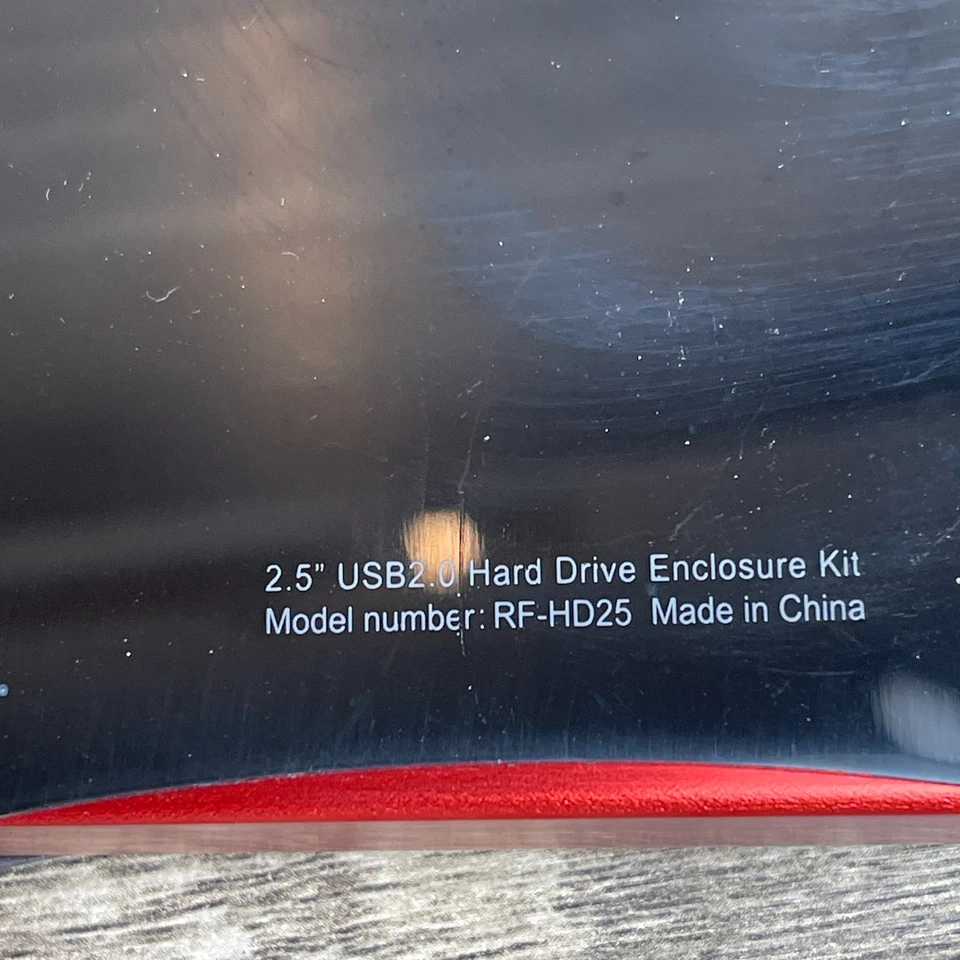 2.5” USB2.0 Hard Drive Enclosure Kit
Model number: RF-HD25 Made in China